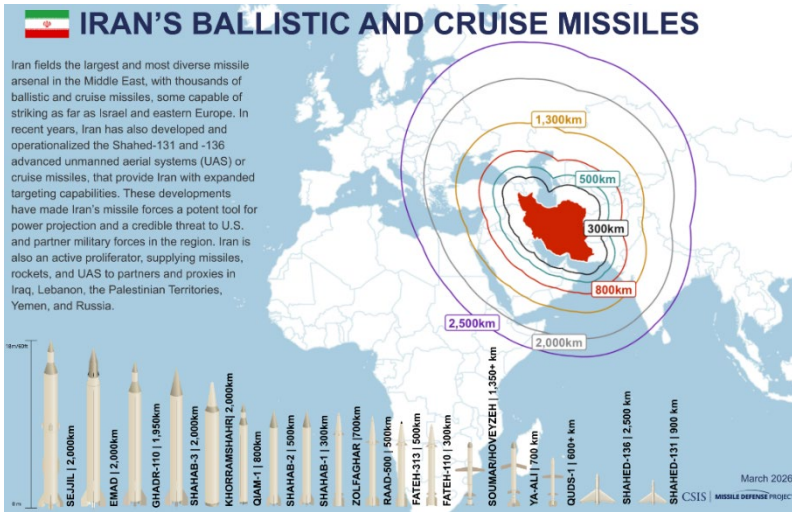 IRAN'S BALLISTIC AND CRUISE MISSILES
Iran fields the largest and most diverse missile
arsenal in the Middle East, with thousands of
ballistic and cruise missiles, some capable of
striking as far as Israel and eastern Europe. In
recent years, Iran has also developed and
operationalized the Shahed-131 and -136
advanced unmanned aerial systems (UAS) or
cruise missiles, that provide Iran with expanded
targeting capabilities. These developments
have made Iran's missile forces a potent tool for
power projection and a credible threat to U.S.
and partner military forces in the region. Iran is
also an active proliferator, supplying missiles,
rockets, and UAS to partners and proxies in
Iraq, Lebanon, the Palestinian Territories,
Yemen, and Russia.
1,300km
500km
300km
800km
2,500km
2,000km
0 m
SEJJIL | 2,000km
EMAD | 2,000km
GHADR-110 | 1,950km
SHAHAB-3 | 2,000km
KHORRAMSHAHR| 2,000km
QIAM-1 | 800km
SHAHAB-2 | 500km
SHAHAB-1 | 300km
ZOLFAGHAR |700km
RAAD-500 | 500km
FATEH-313 | 500km
FATEH-110 | 300km
SOUMAR/HOVEYZEH | 1,350+ km
YA-ALI | 700 km
QUDS-1 | 600+ km
SHAHED-136 | 2,500 km
SHAHED-131 | 900 km
March 2026
CSIS | MISSILE DEFENSE PROJECT